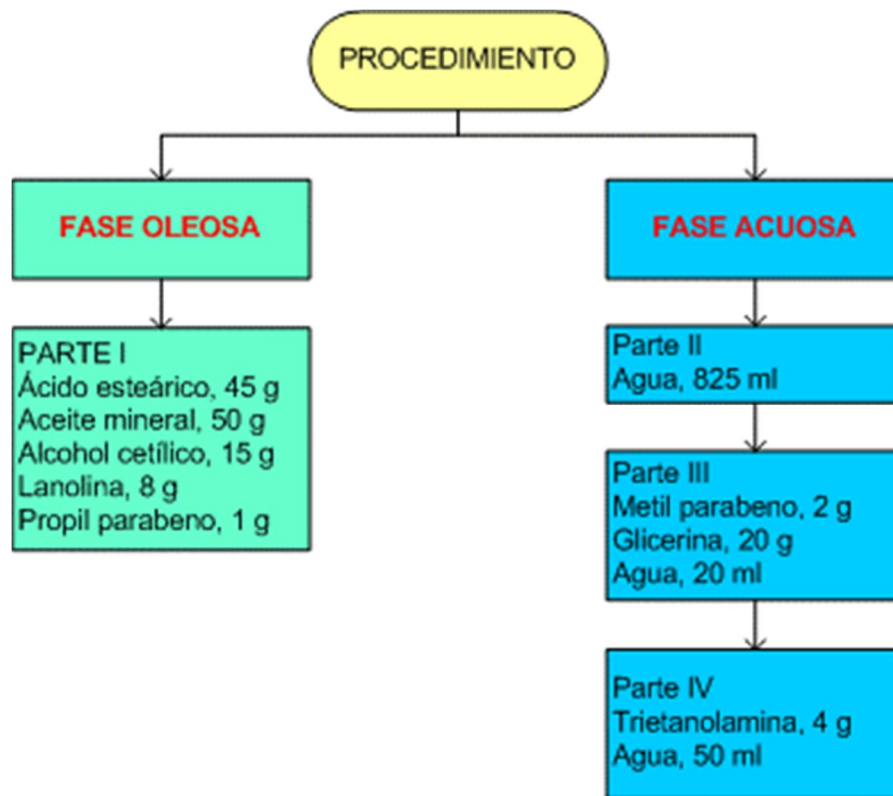 PROCEDIMIENTO
FASE OLEOSA
PARTE I
Ácido esteárico, 45 g
Aceite mineral, 50 g
Alcohol cetílico, 15 g
Lanolina, 8 g
Propil parabeno, 1 g
FASE ACUOSA
Parte II
Agua, 825 ml
Parte III
Metil parabeno, 2 g
Glicerina, 20 g
Agua, 20 ml
Parte IV
Trietanolamina, 4 g
Agua, 50 ml